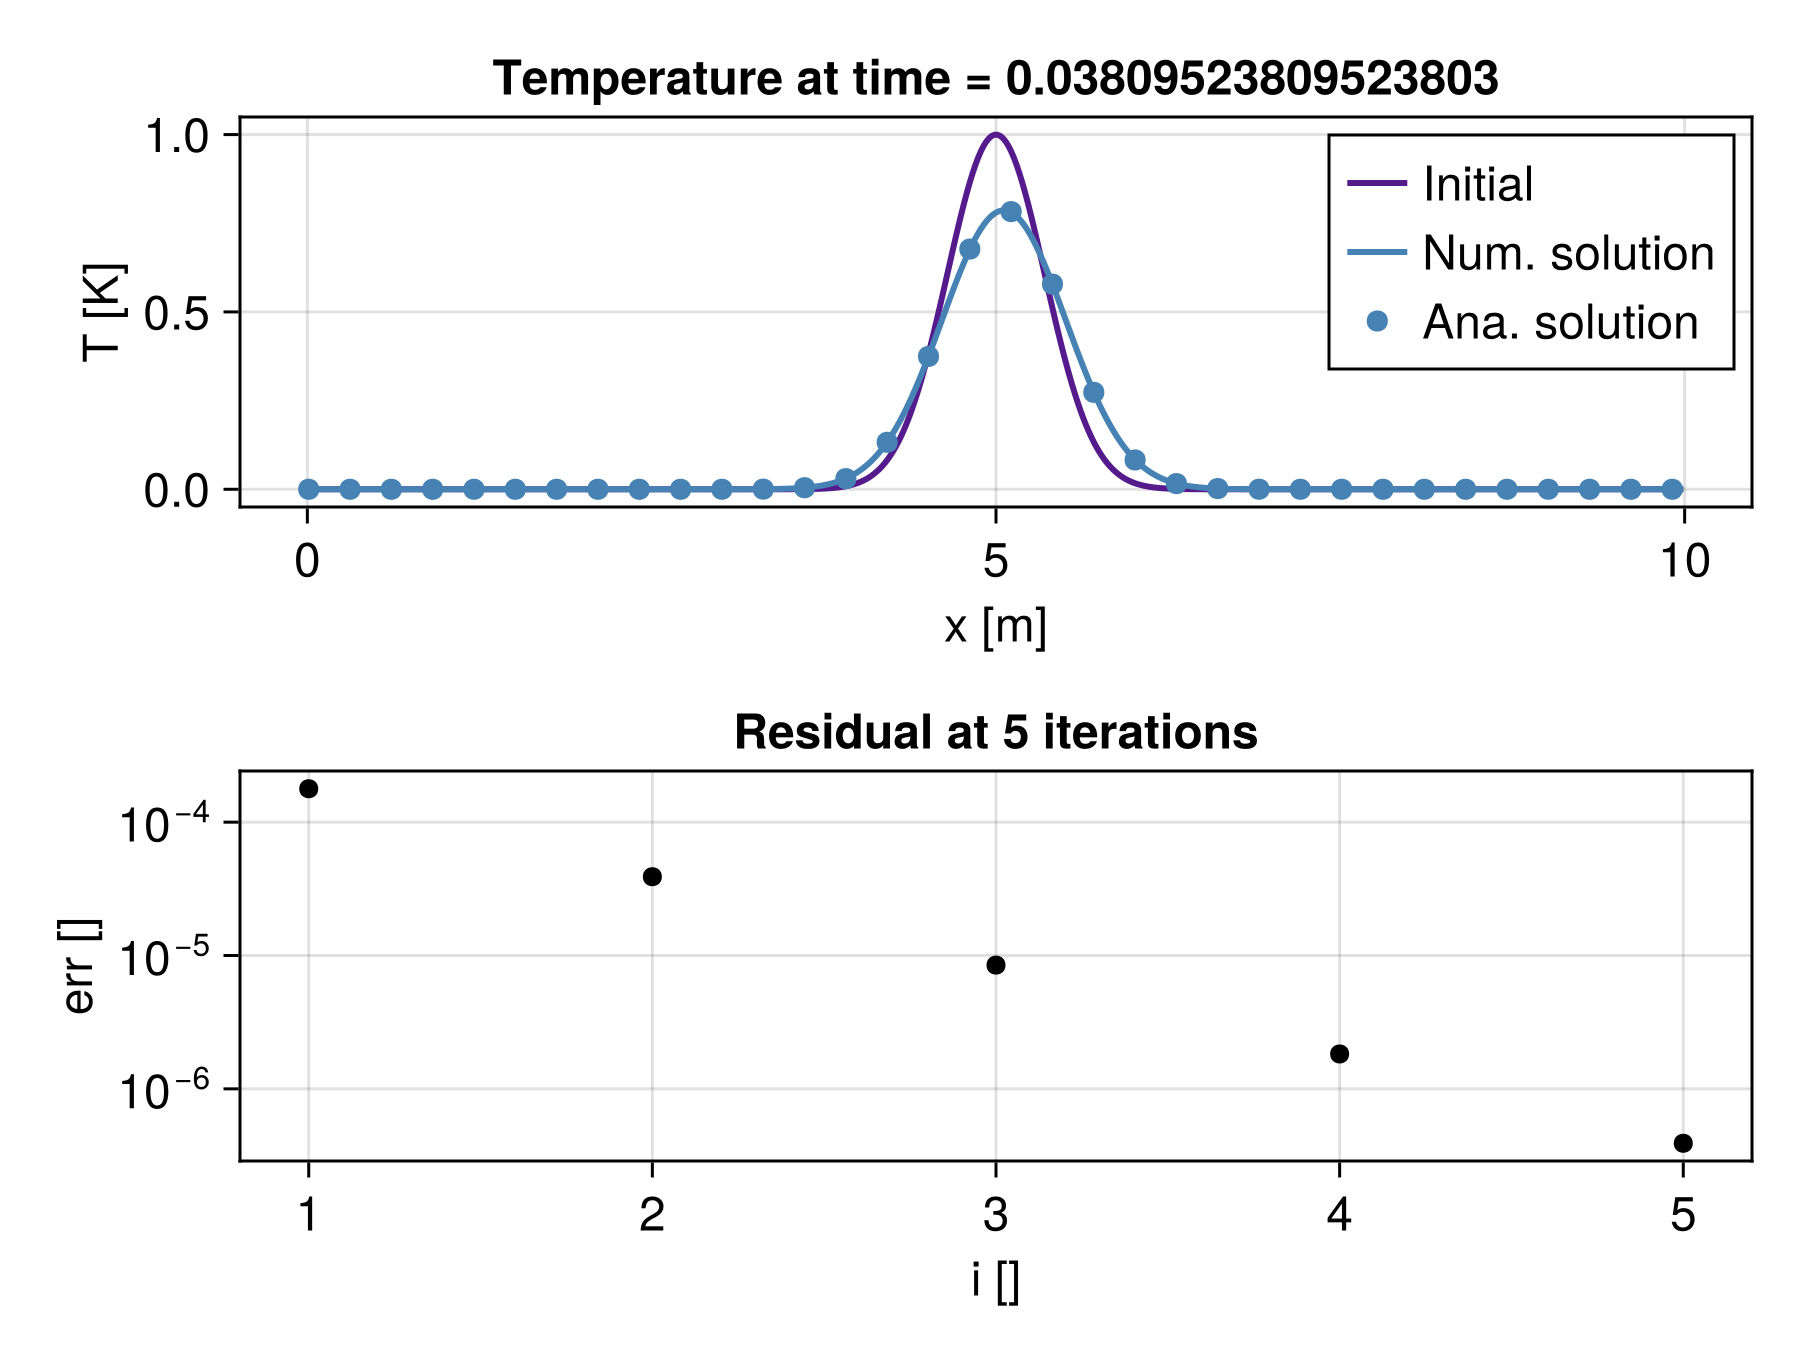 Temperature at time = 0.03809523809523803
T [K]
1.0
0.5
0.0
Initial
Num. solution
Ana. solution
0 5 10
x [m]
Residual at 5 iterations
err []
10⁻⁴
10⁻⁵
10⁻⁶
1 2 3 4 5
i []